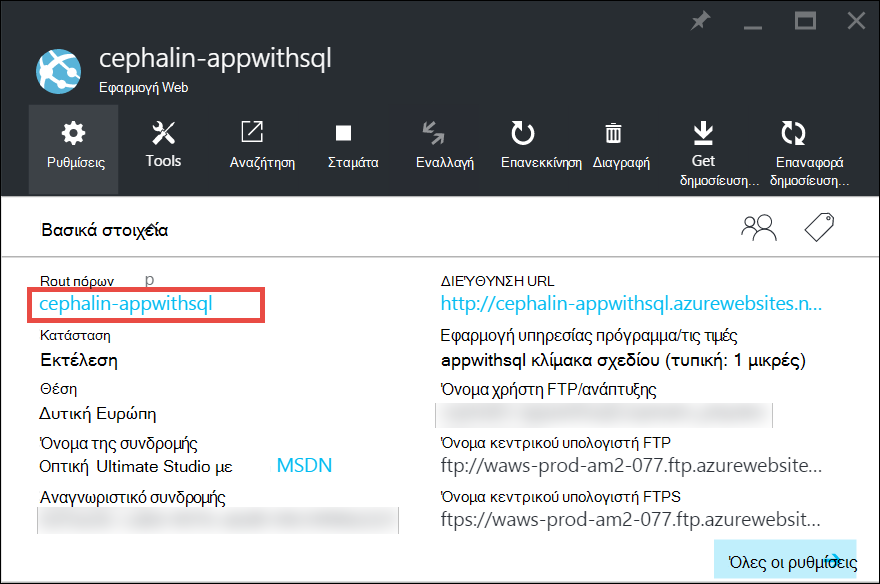 cephalin-appwithsql
Εφαρμογή Web
Ρυθμίσεις
Tools
Αναζήτηση
Σταμάτα
Εναλλαγή
Επανεκκίνηση
Διαγραφή
Get
δημοσίευση...
Επαναφορά
δημοσίευση...
Βασικά στοιχεία
Rout πόρων p
cephalin-appwithsql
Κατάσταση
Εκτέλεση
Θέση
Δυτική Ευρώπη
Όνομα της συνδρομής
Οπτική Ultimate Studio με MSDN
Αναγνωριστικό συνδρομής
ΔΙΕΎΘΥΝΣΗ URL
http://cephalin-appwithsql.azurewebsites.n...
Εφαρμογή υπηρεσίας πρόγραμμα/τις τιμές
appwithsql κλίμακα σχεδίου (τυπική: 1 μικρές)
Όνομα χρήστη FTP/ανάπτυξης
Όνομα κεντρικού υπολογιστή FTP
ftp://waws-prod-am2-077.ftp.azurewebsite...
Όνομα κεντρικού υπολογιστή FTPS
ftps://waws-prod-am2-077.ftp.azurewebsit...
Όλες οι ρυθμίσεις